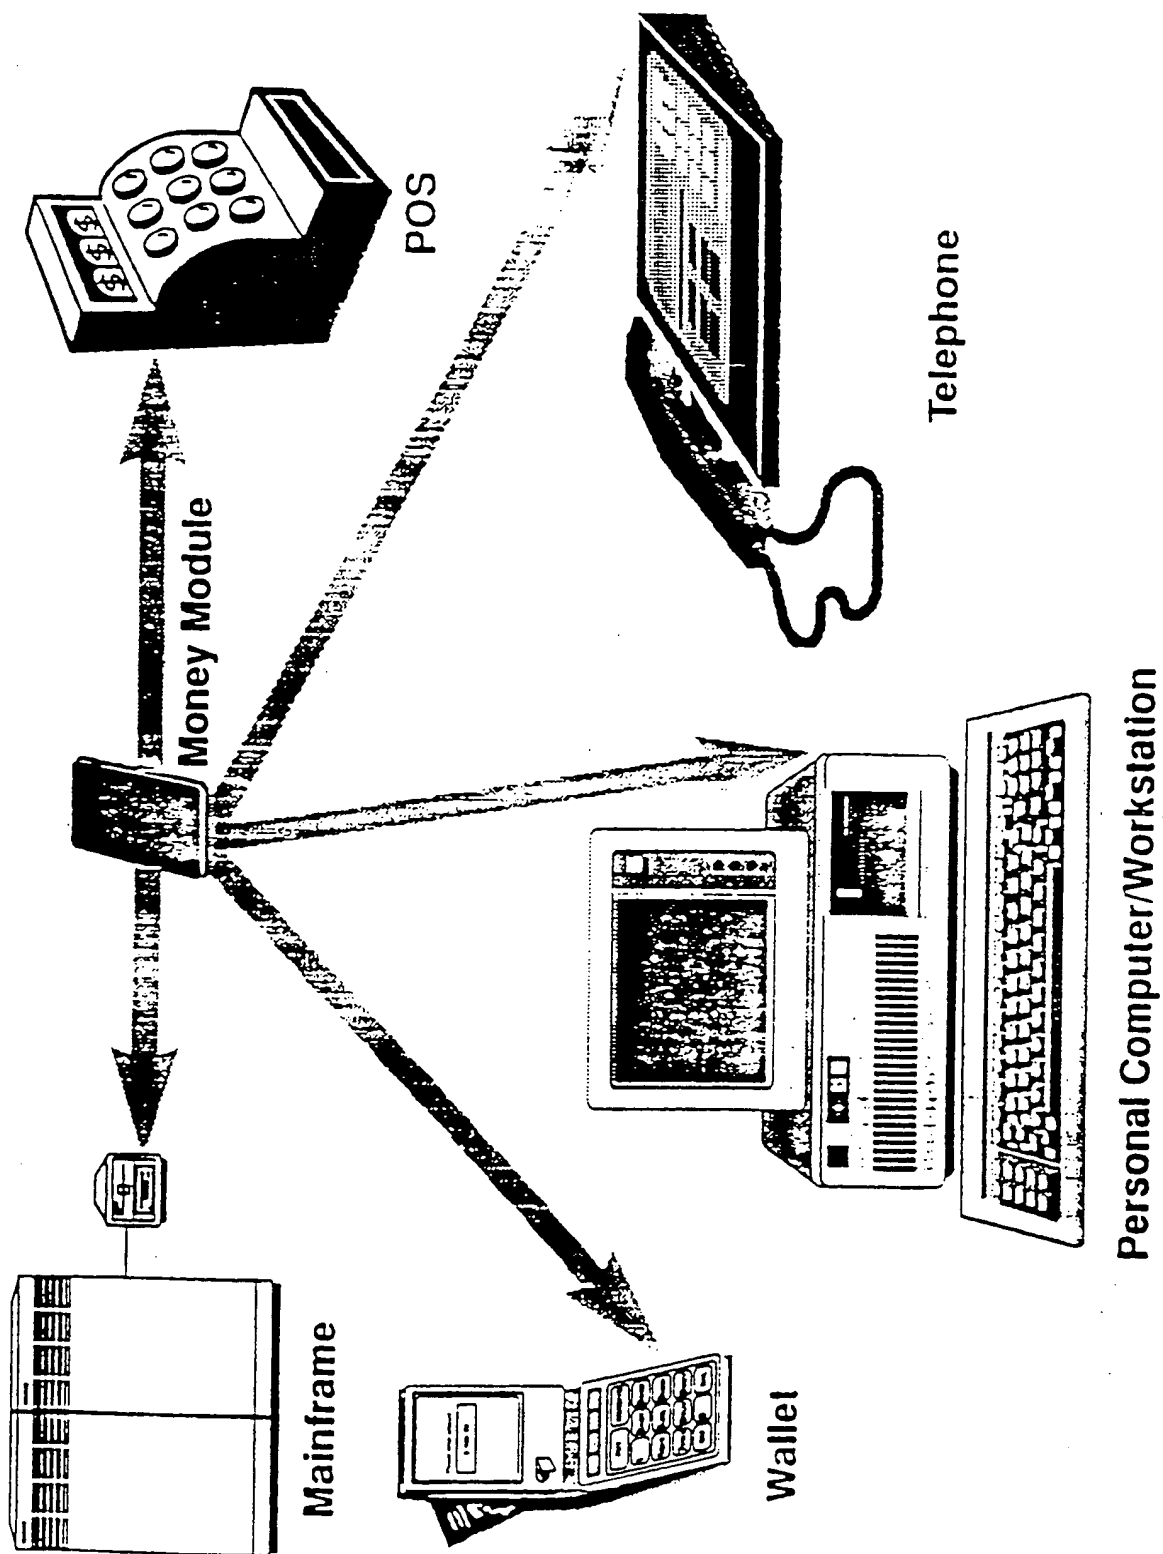 Mainframe
Money Module
POS
Wallet
Telephone
Personal Computer/Workstation
$ $ $